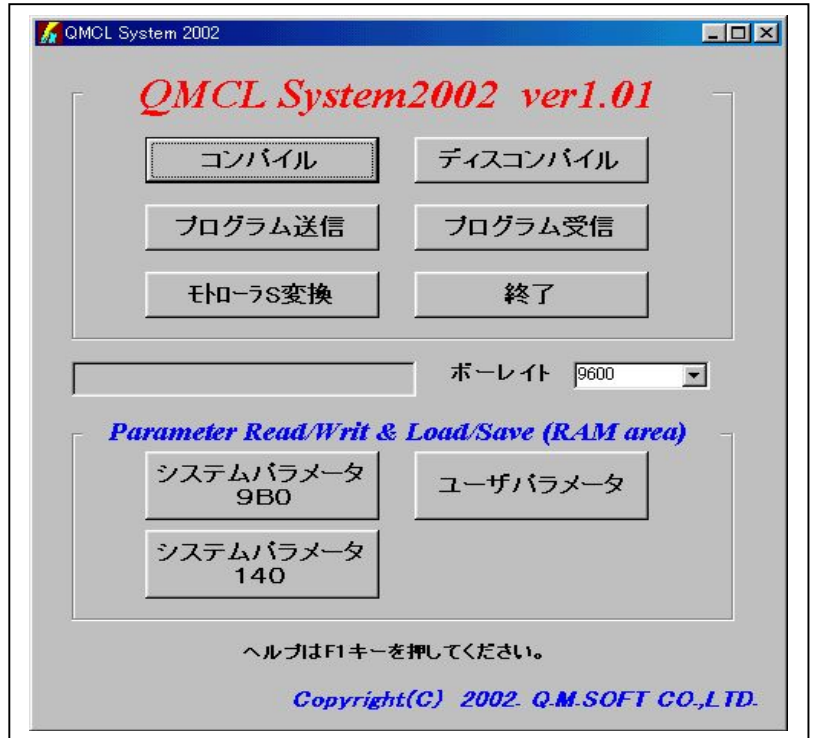 QMCL System 2002
QMCL System2002 ver1.01
コンパイル
ディスコンパイル
プログラム送信
プログラム受信
モトローラS変換
終了
ボーレイト 9600
Parameter Read/Writ & Load/Save (RAM area)
システムパラメータ
9B0
ユーザパラメータ
システムパラメータ
140
ヘルプはF1キーを押してください。
Copyright(C) 2002. Q.M.SOFT CO.,LTD.